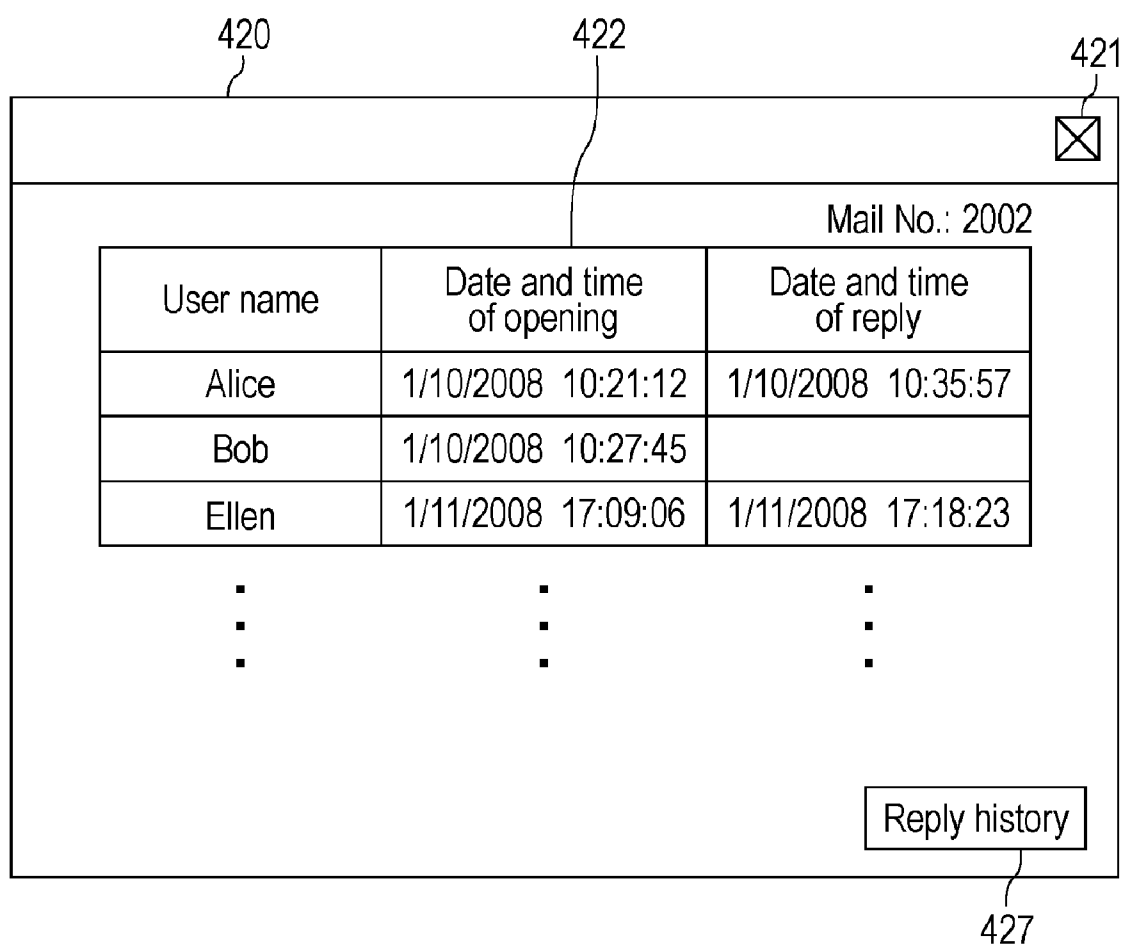 420
422
421
Mail No.: 2002
User name
Date and time
of opening
Date and time
of reply
Alice 1/10/2008 10:21:12 1/10/2008 10:35:57
Bob 1/10/2008 10:27:45
Ellen 1/11/2008 17:09:06 1/11/2008 17:18:23
Reply history
427